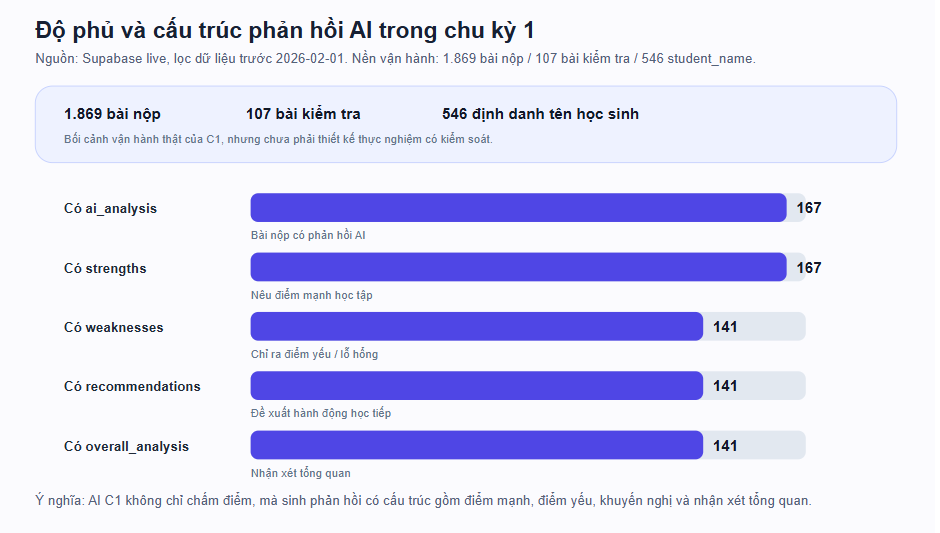 Độ phủ và cấu trúc phản hồi AI trong chu kỳ 1
Nguồn: Supabase live, lọc dữ liệu trước 2026-02-01. Nền vận hành: 1.869 bài nộp / 107 bài kiểm tra / 546 student_name.
1.869 bài nộp 107 bài kiểm tra 546 định danh tên học sinh
Bối cảnh vận hành thật của C1, nhưng chưa phải thiết kế thực nghiệm có kiểm soát.
Có ai_analysis 167
Bài nộp có phản hồi AI
Có strengths 167
Nêu điểm mạnh học tập
Có weaknesses 141
Chỉ ra điểm yếu / lỗ hổng
Có recommendations 141
Đề xuất hành động học tiếp
Có overall_analysis 141
Nhận xét tổng quan
Ý nghĩa: AI C1 không chỉ chấm điểm, mà sinh phản hồi có cấu trúc gồm điểm mạnh, điểm yếu, khuyến nghị và nhận xét tổng quan.